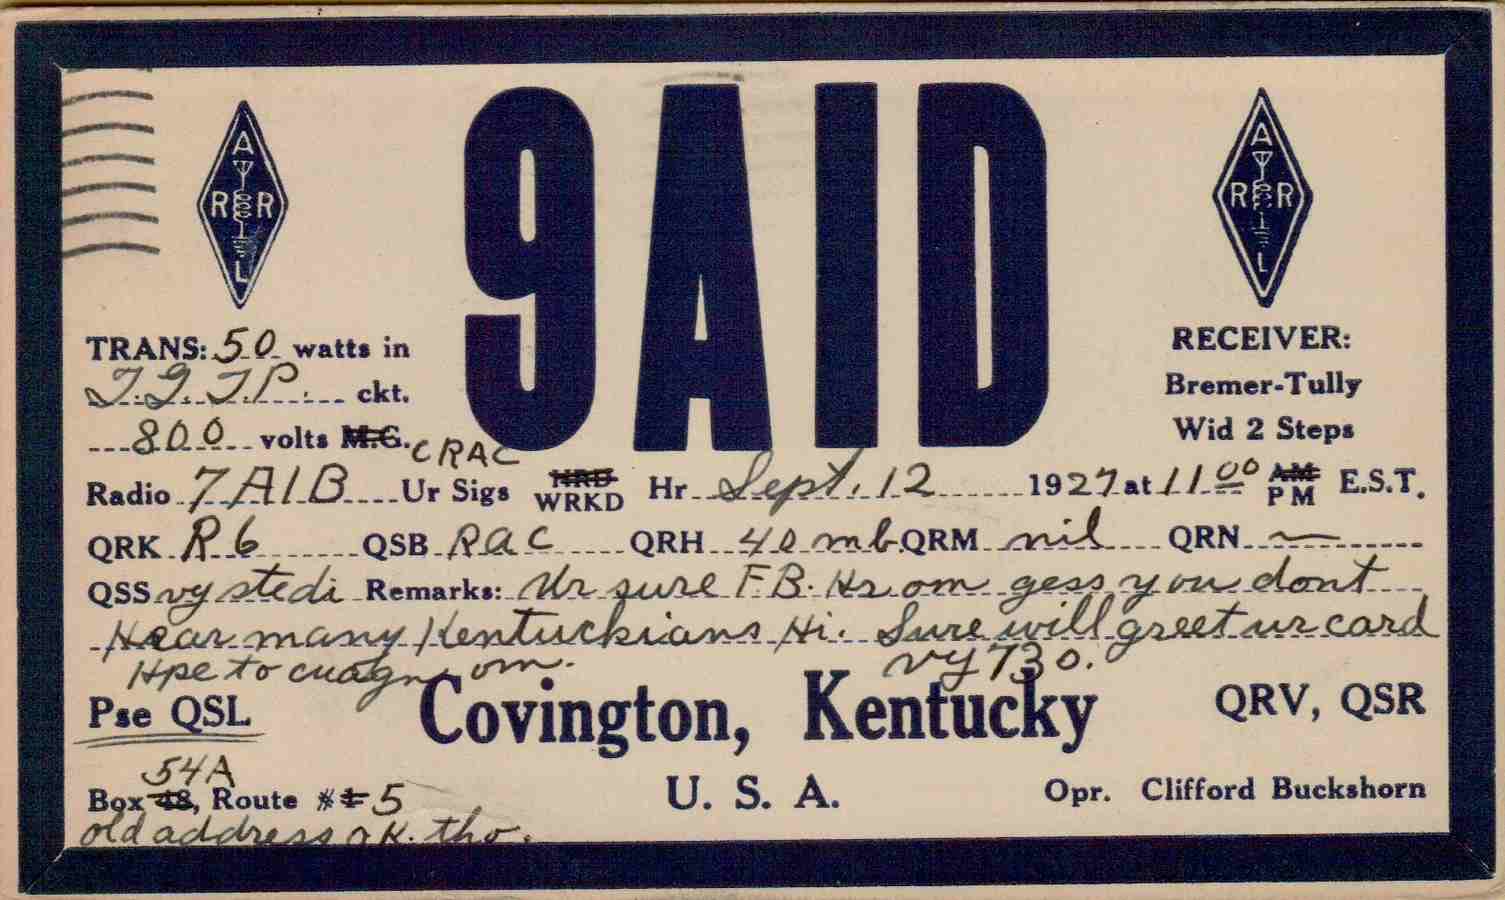 9AID
A
R R
L
A
R R
L
TRANS: 50 watts in
T.G.T.P. ckt.
800 volts M.G. CRAC
RECEIVER:
Bremer-Tully
Wid 2 Steps
Radio 7AIB Ur Sigs HRD WRKD Hr Sept. 12 1927 at 11 00 AM PM E.S.T.
QRK R6 QSB RAC QRH 40 mb. QRM nil QRN ~
QSS vy stedi Remarks: Ur sure F.B. Hr om gess you dont
Hear many Kentuckians Hi. Sure will greet ur card
Hpe to cuagn om. vy 73 o.
Pse QSL Covington, Kentucky QRV, QSR
54A
Box 48, Route # 5 U. S. A. Opr. Clifford Buckshorn
old address OK. tho.